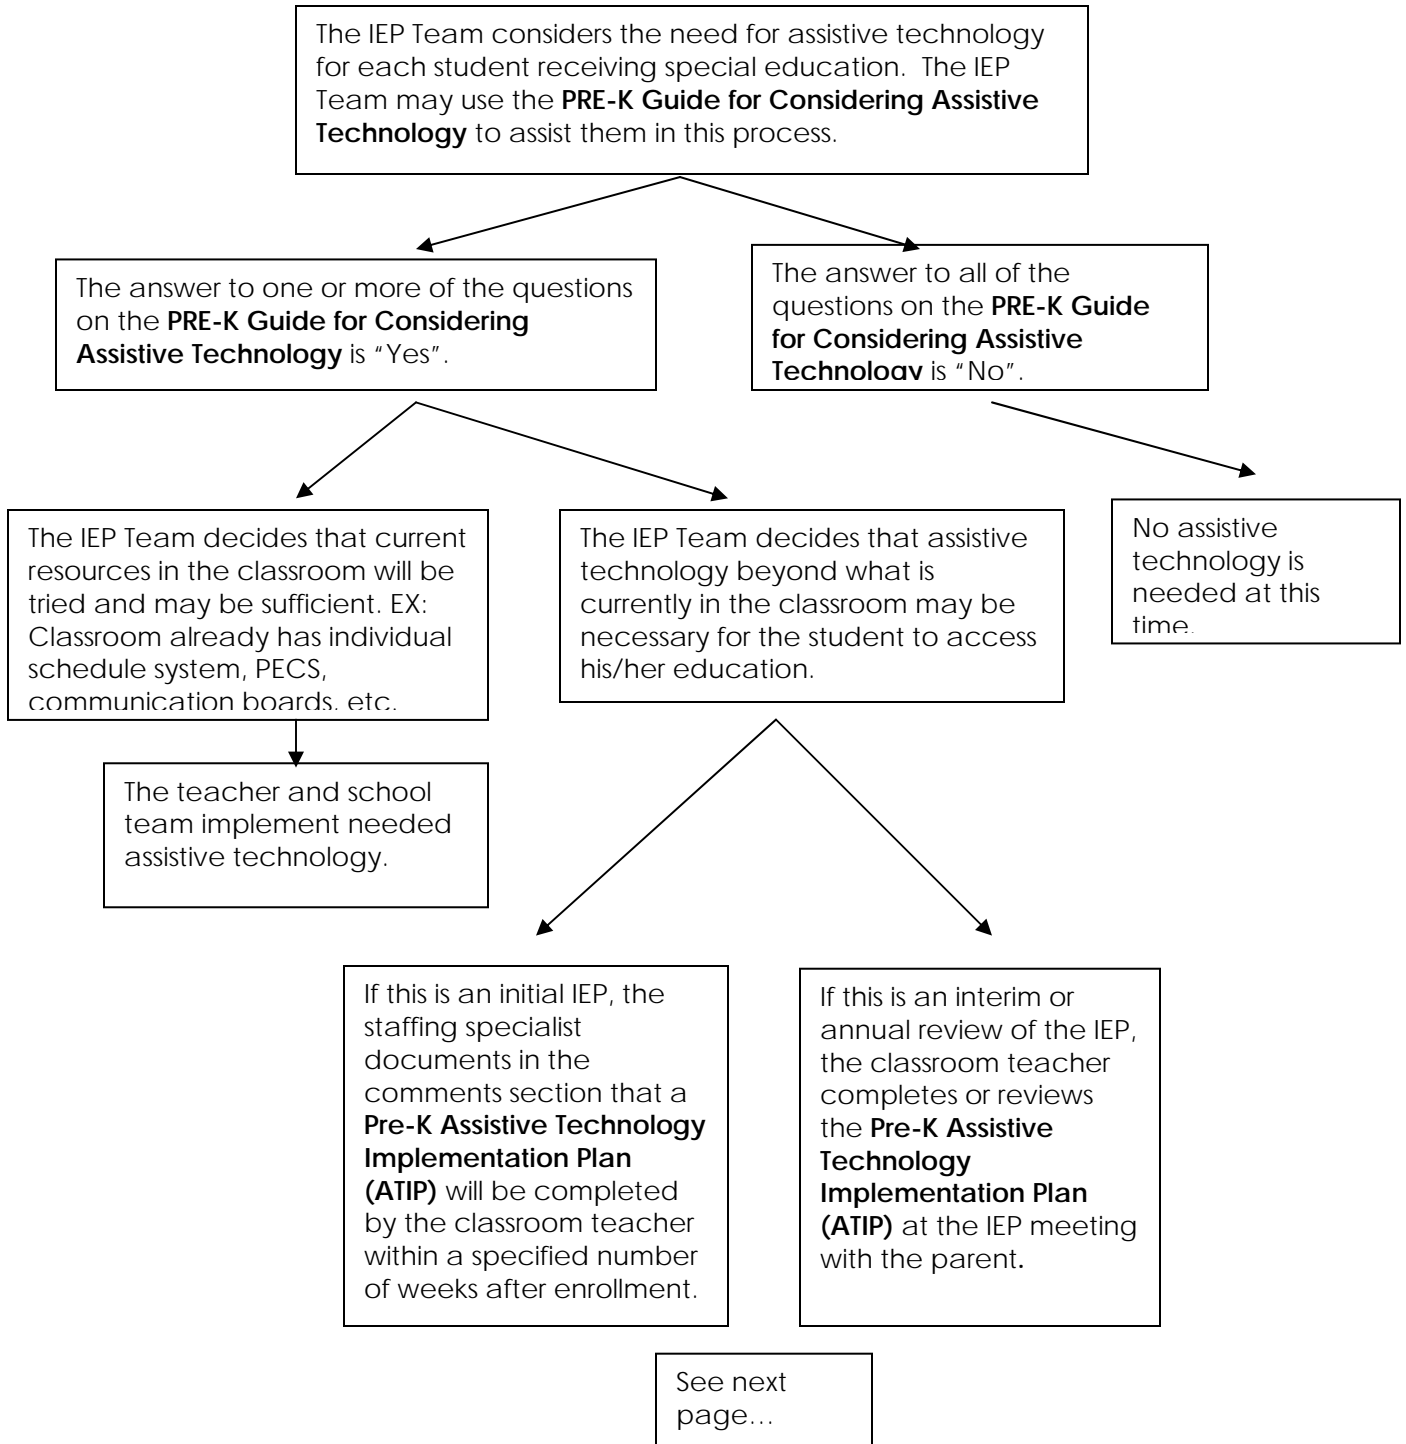 The IEP Team considers the need for assistive technology
for each student receiving special education.  The IEP
Team may use the PRE-K Guide for Considering Assistive
Technology to assist them in this process.
The answer to one or more of the questions
on the PRE-K Guide for Considering
Assistive Technology is "Yes".
The answer to all of the
questions on the PRE-K Guide
for Considering Assistive
Technology is "No".
The IEP Team decides that current
resources in the classroom will be
tried and may be sufficient. EX:
Classroom already has individual
schedule system, PECS,
communication boards, etc.
The IEP Team decides that assistive
technology beyond what is
currently in the classroom may be
necessary for the student to access
his/her education.
No assistive
technology is
needed at this
time.
The teacher and school
team implement needed
assistive technology.
If this is an initial IEP, the
staffing specialist
documents in the
comments section that a
Pre-K Assistive Technology
Implementation Plan
(ATIP) will be completed
by the classroom teacher
within a specified number
of weeks after enrollment.
If this is an interim or
annual review of the IEP,
the classroom teacher
completes or reviews
the Pre-K Assistive
Technology
Implementation Plan
(ATIP) at the IEP meeting
with the parent.
See next
page…